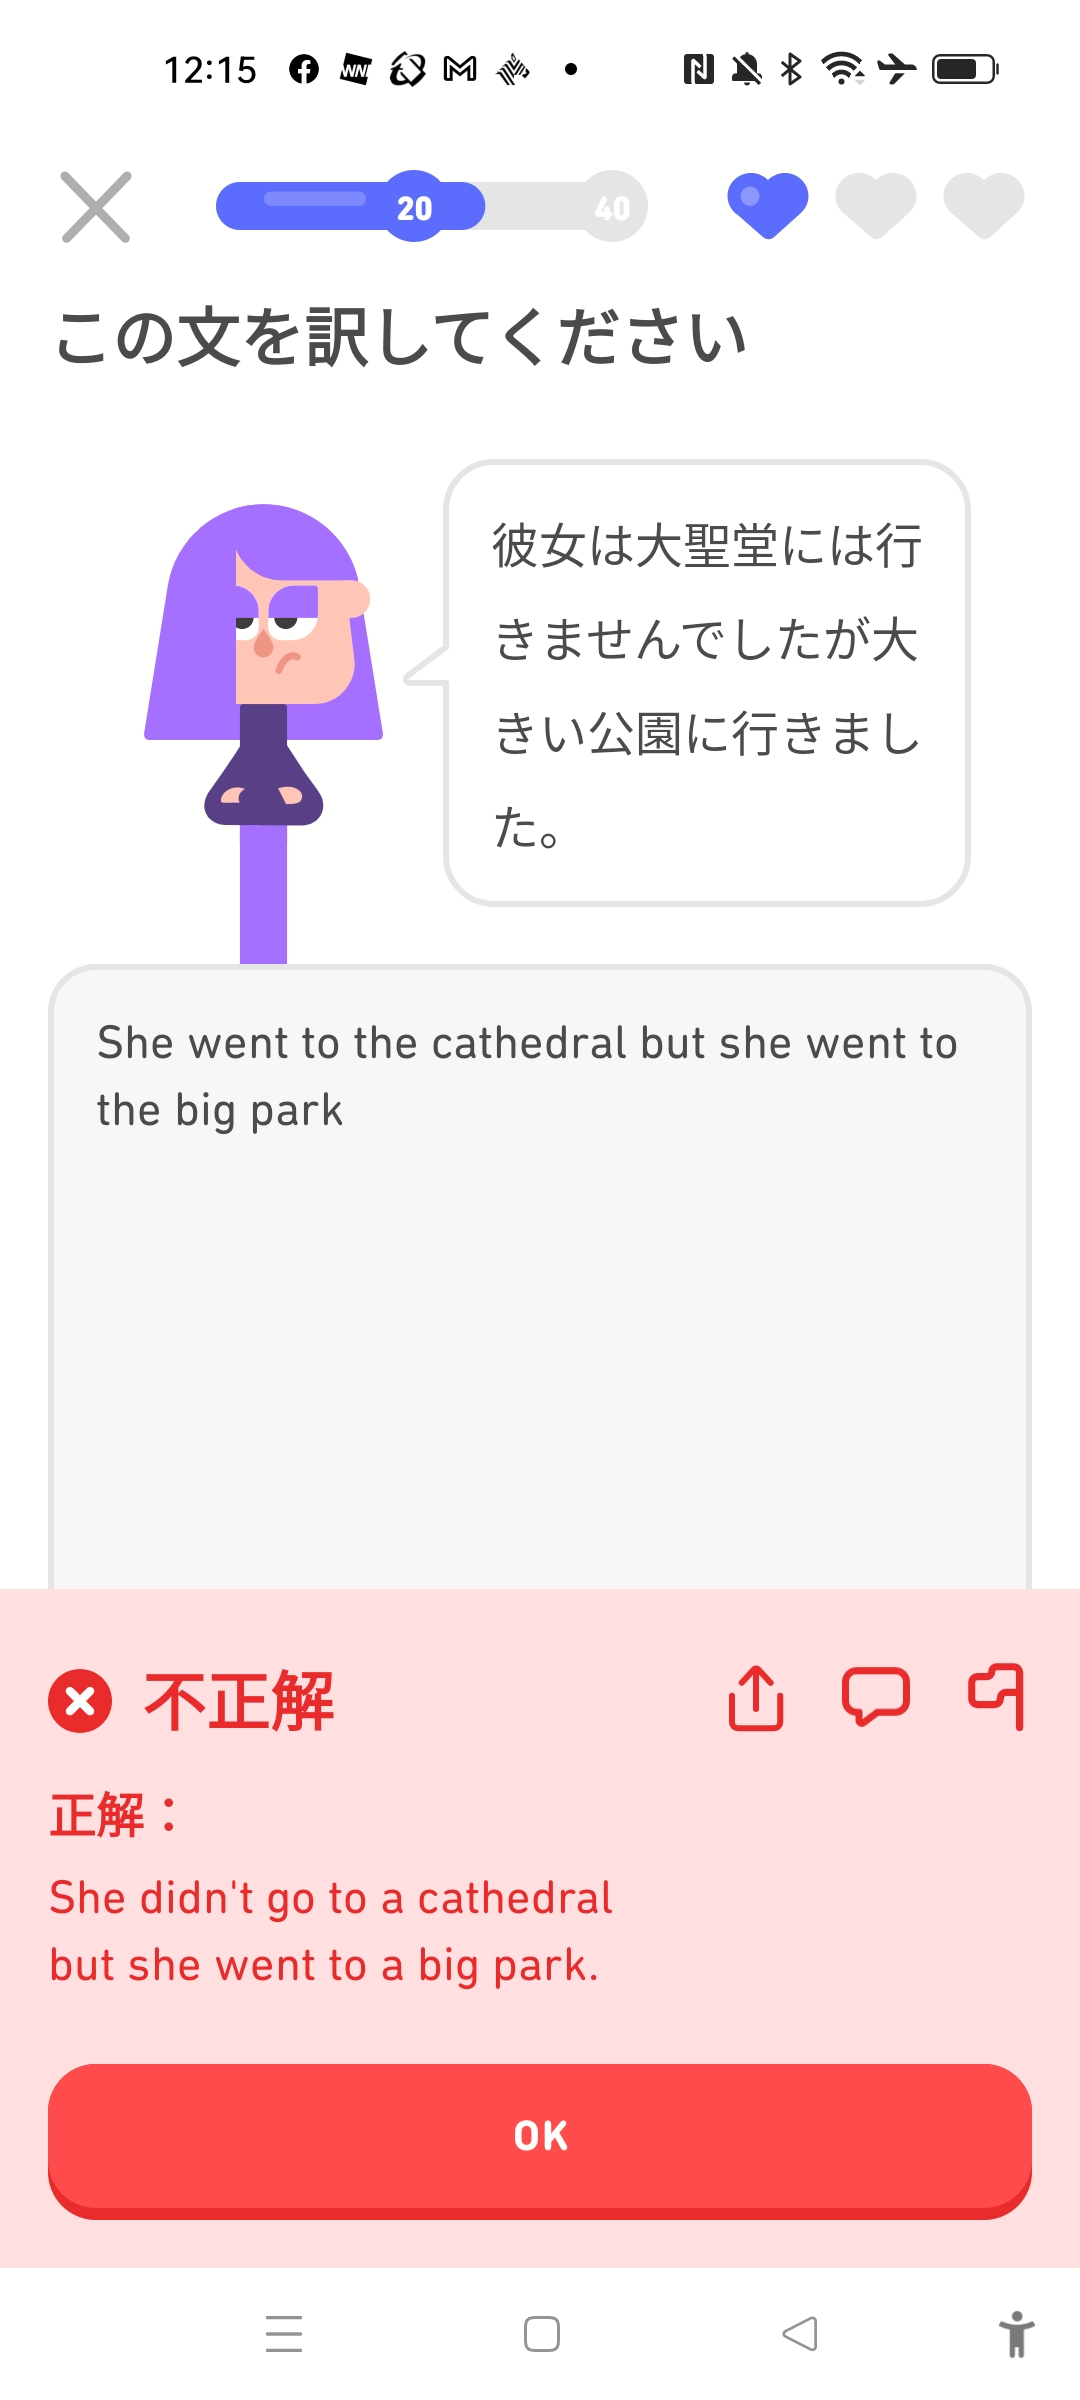 12:15
20
40
この文を訳してください
彼女は大聖堂には行
きませんでしたが大
きい公園に行きまし
た。
She went to the cathedral but she went to
the big park
不正解
正解：
She didn't go to a cathedral
but she went to a big park.
OK